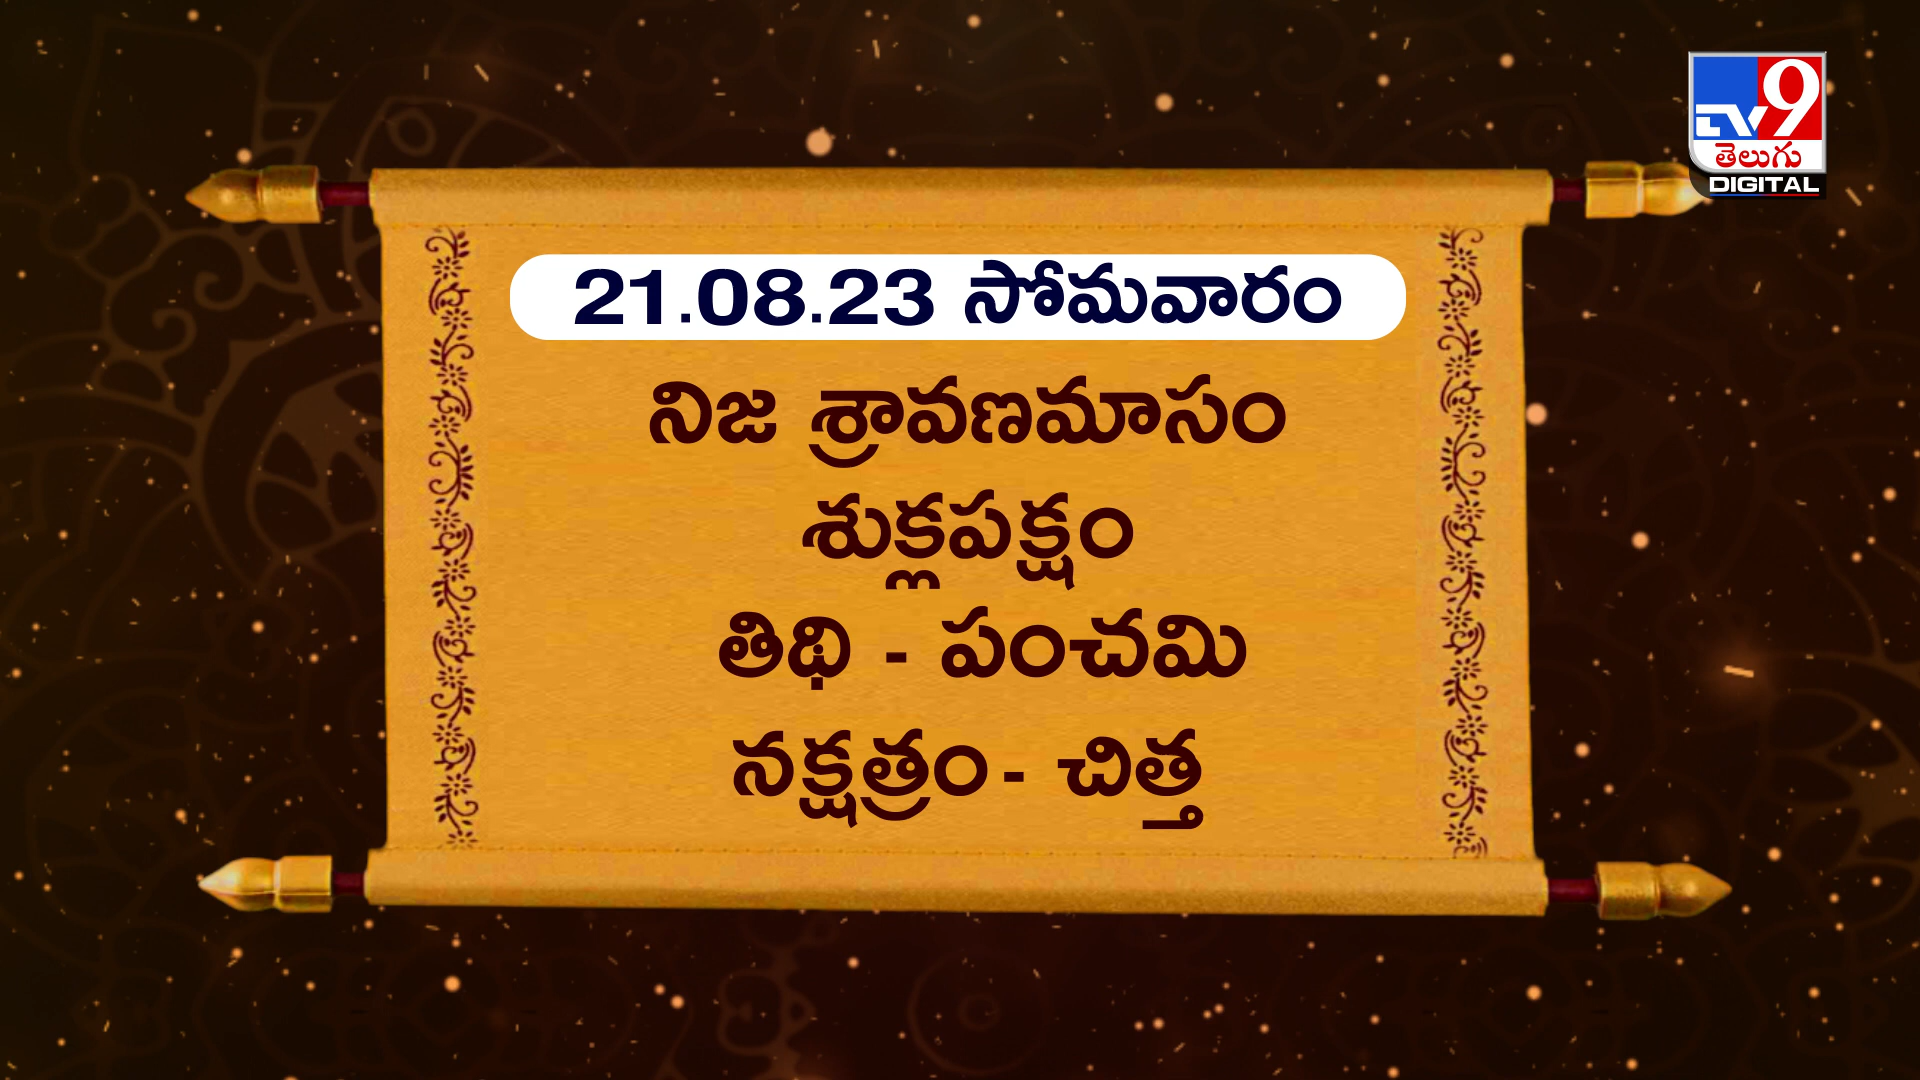 TV9
తెలుగు
DIGITAL
21.08.23 సోమవారం
నిజ శ్రావణమాసం
శుక్లపక్షం
తిథి - పంచమి
నక్షత్రం - చిత్త